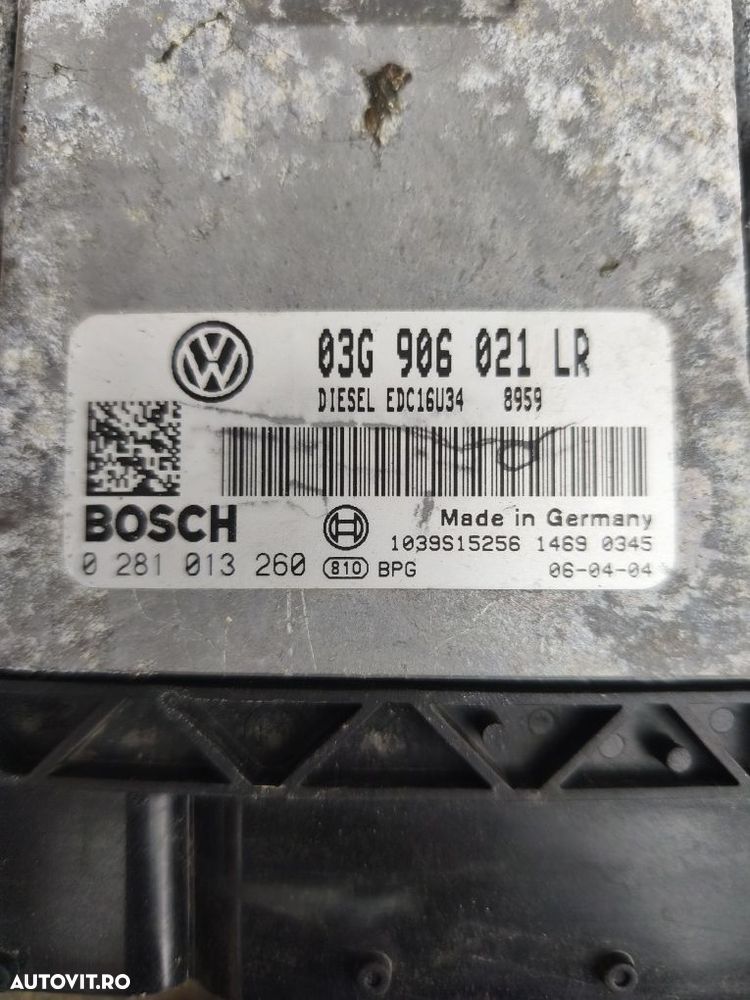 03G 906 021 LR
DIESEL EDC16U34 8959
BOSCH
Made in Germany
1039S15256 1469 0345
0 281 013 260 810 BPG 06-04-04
AUTOVIT.RO